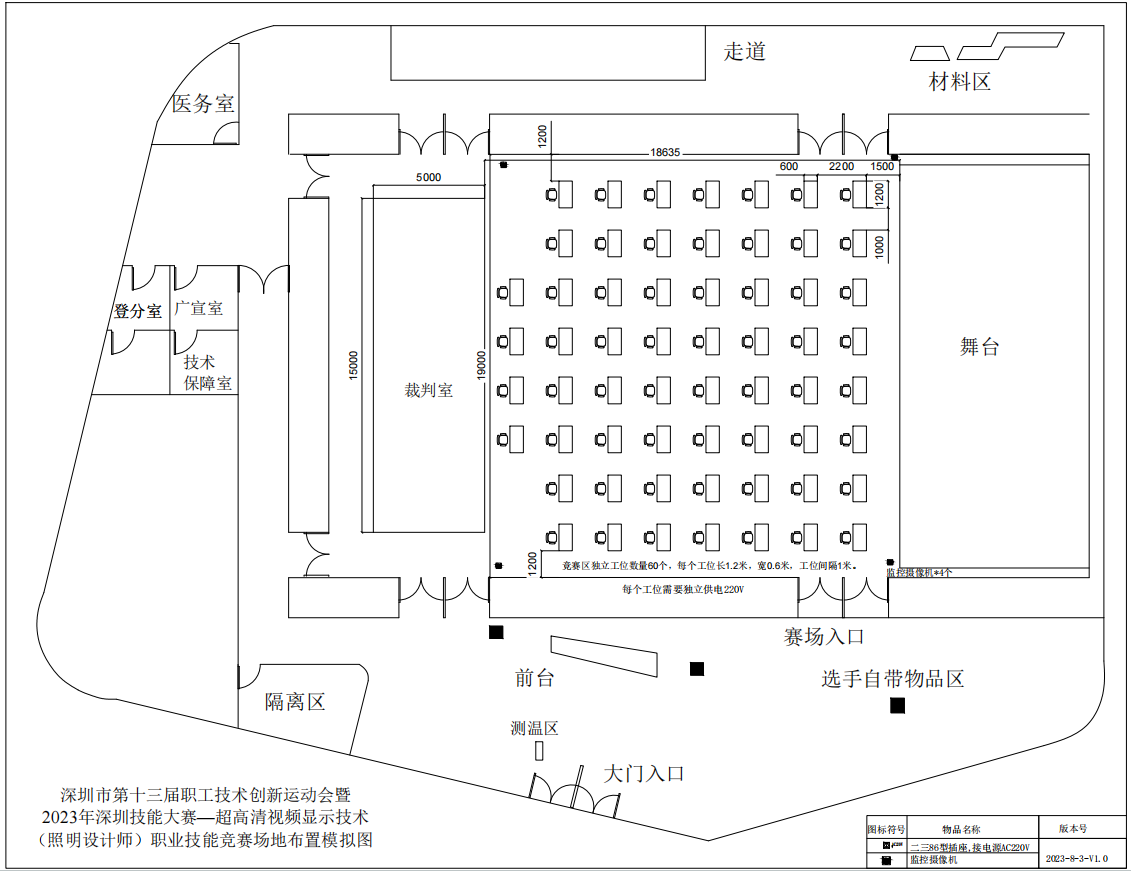 走道
材料区
医务室
1200
18635
600
2200
1500
5000
1200
1000
登分室
广宣室
技术
保障室
15000
19000
裁判室
舞台
1200
竞赛区独立工位数量60个，每个工位长1.2米，宽0.6米，工位间隔1米。
监控摄像机*4个
每个工位需要独立供电220V
赛场入口
前台
选手自带物品区
隔离区
测温区
大门入口
深圳市第十三届职工技术创新运动会暨
2023年深圳技能大赛—超高清视频显示技术
（照明设计师）职业技能竞赛场地布置模拟图
图标符号 物品名称 版本号
二三86型插座,接电源AC220V
监控摄像机 2023-8-3-V1.0